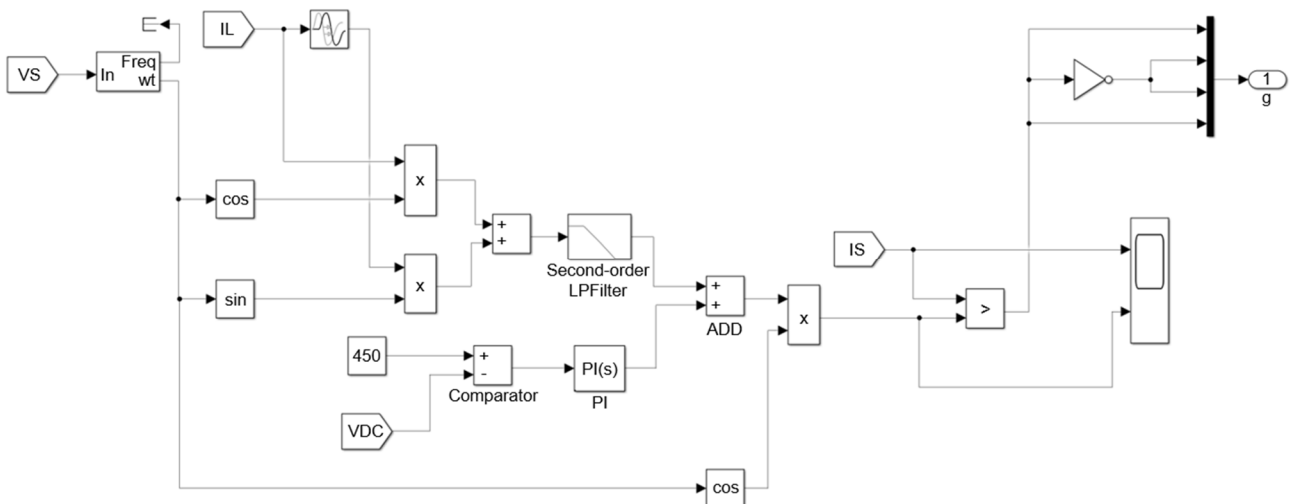 IL
VS
In
Freq
wt
1
g
x
cos
+
+
IS
Second-order
LPFilter
x
sin
+
+
ADD
x
>
450
+
-
Comparator
PI(s)
PI
VDC
cos